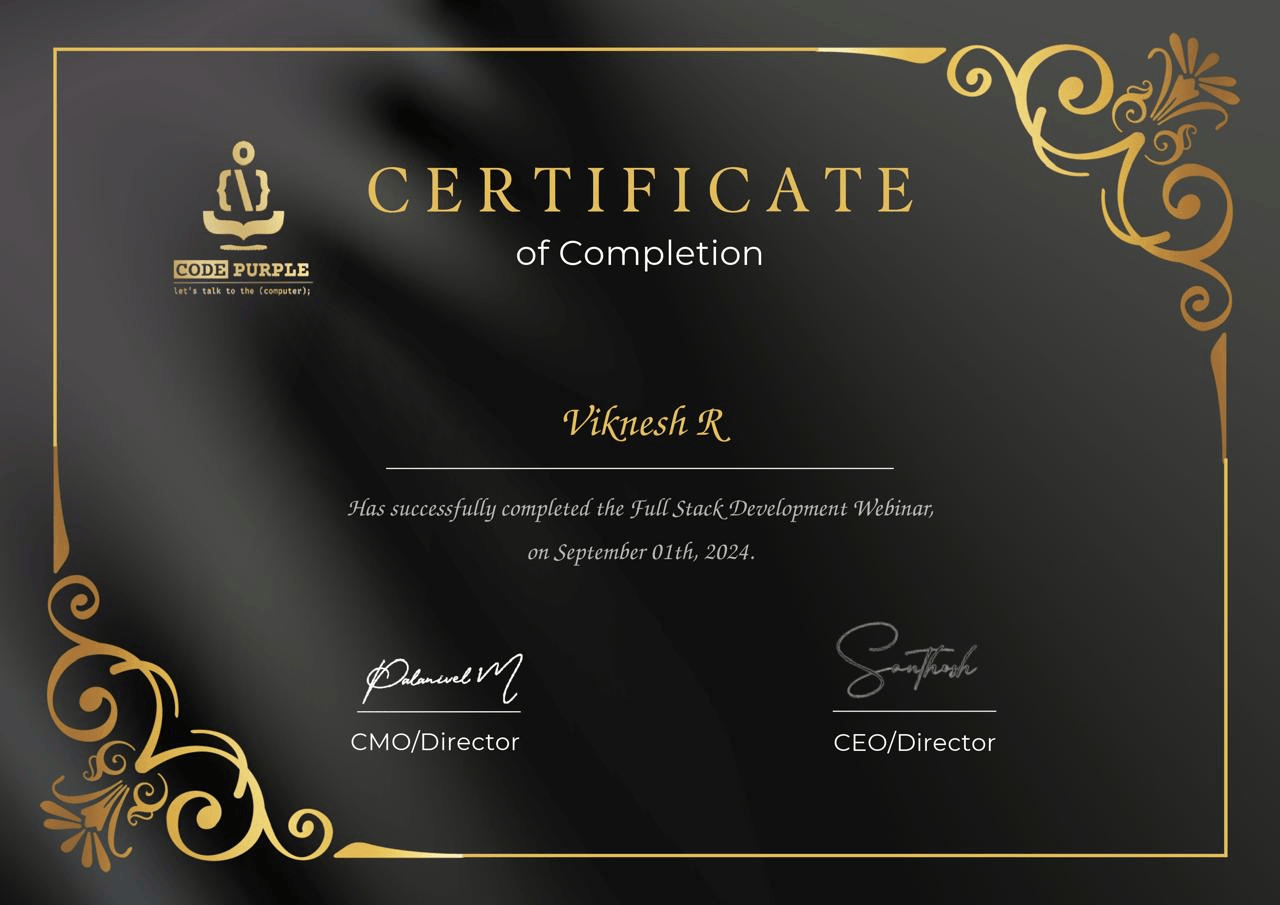 CERTIFICATE
of Completion
CODE PURPLE
let's talk to the (computer);
Viknesh R
Has successfully completed the Full Stack Development Webinar,
on September 01th, 2024.
Palanivel M
Santhosh
CMO/Director
CEO/Director